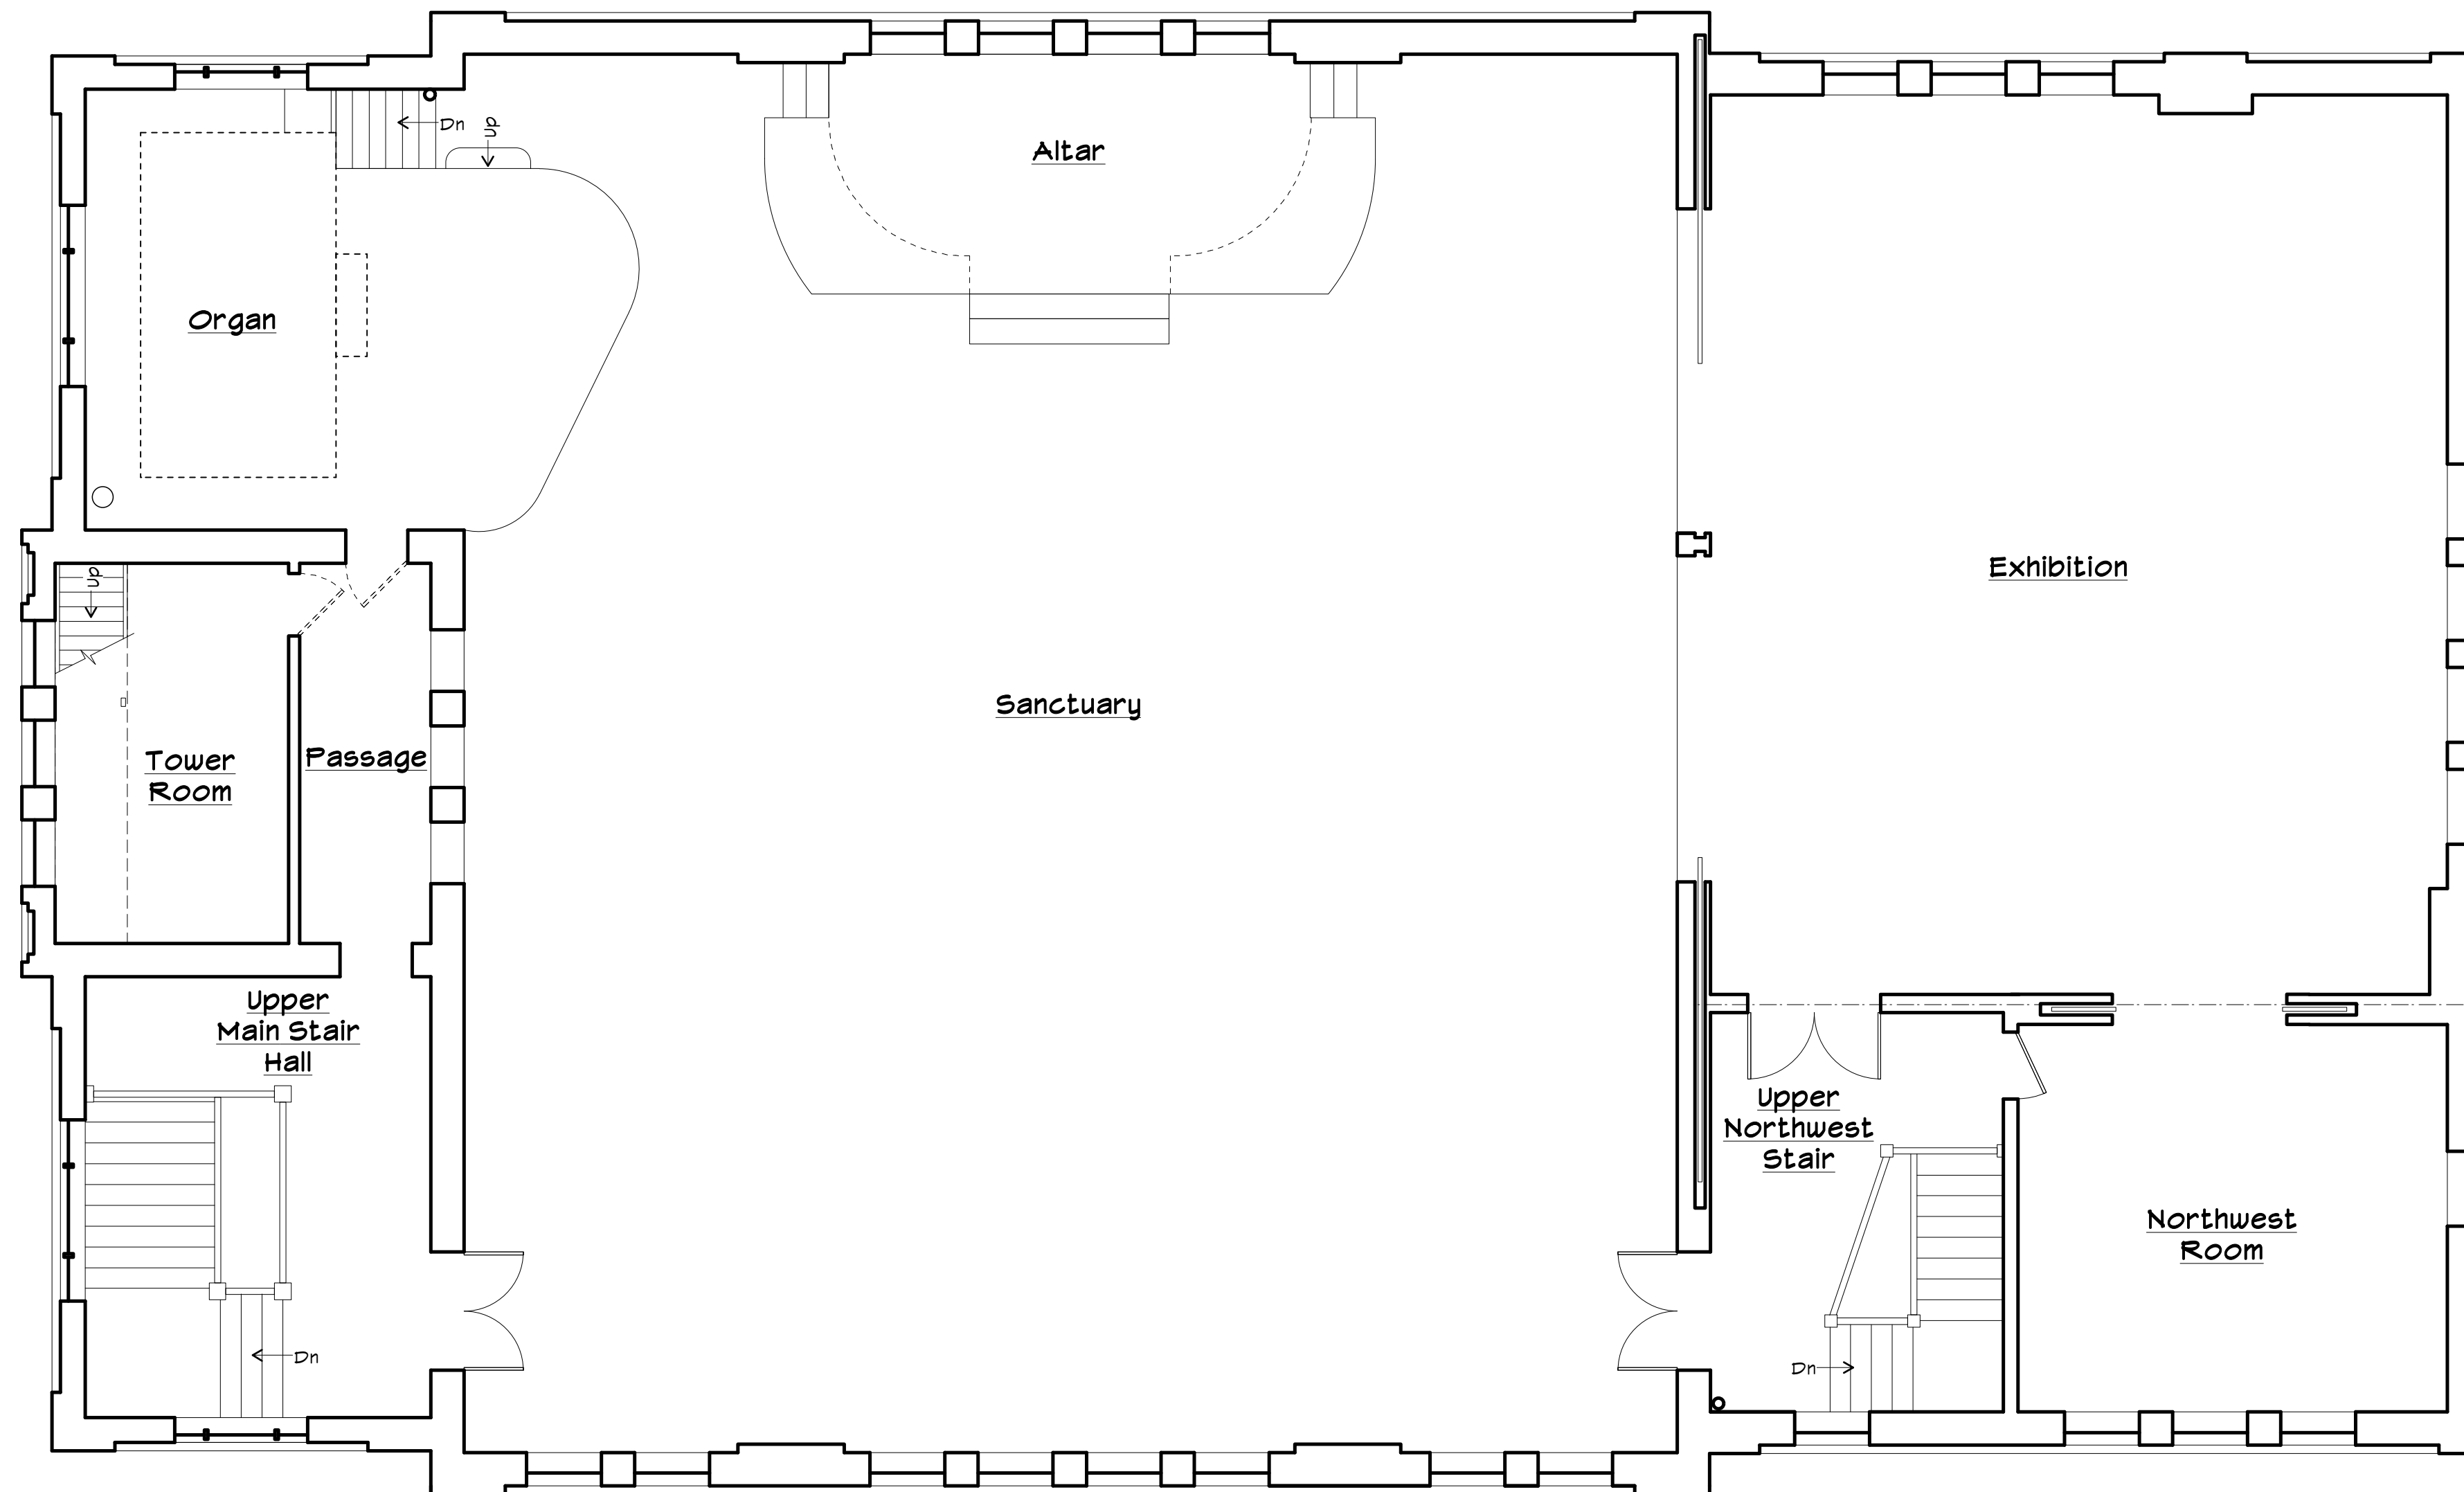 Dn
up
Altar
Organ
Exhibition
up
Sanctuary
Tower
Room
Passage
Upper
Main Stair
Hall
Upper
Northwest
Stair
Northwest
Room
Dn
Dn